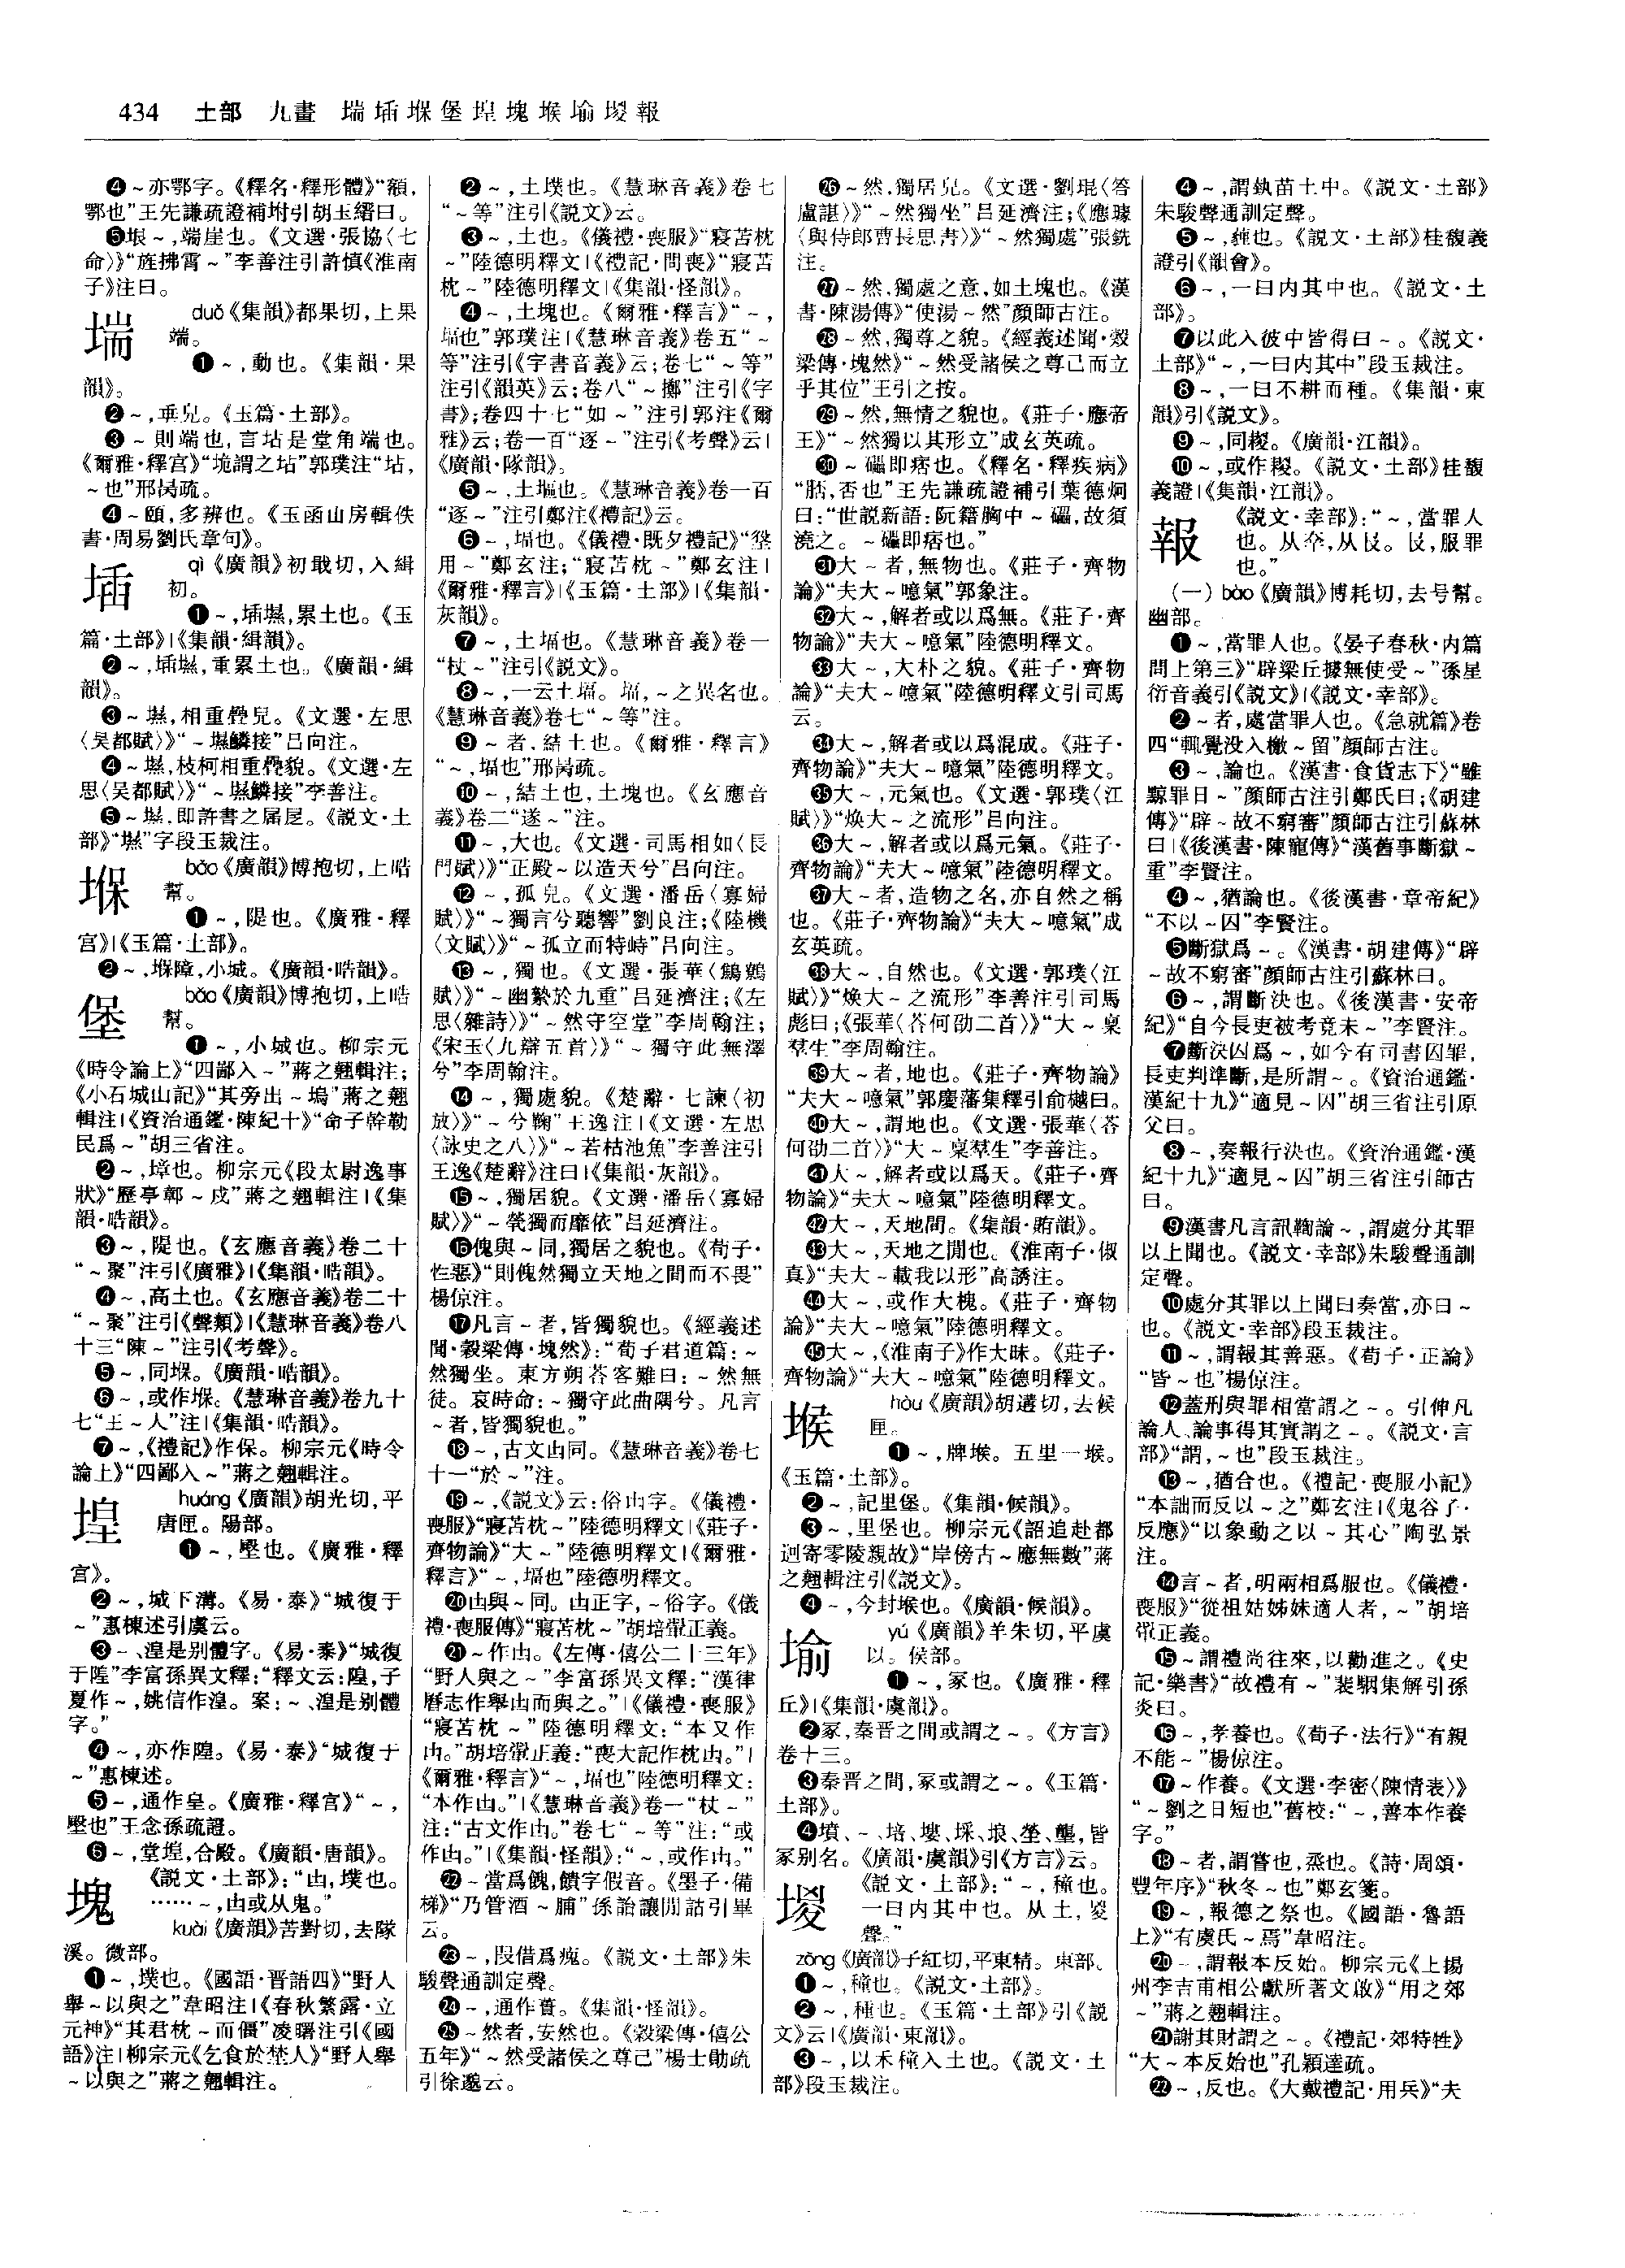 434 土部 九畫 㙐㙊堢堡堭塊堠堬堫報
❹～亦鄂字。《釋名·釋形體》“額,
鄂也”王先謙疏證補坿引胡玉縉曰。
❺垠～,端崖也。《文選·張協〈七
命〉》“旌拂霄～”李善注引許慎《淮南
子》注曰。
duǒ《集韻》都果切,上果
端。
❶～,動也。《集韻·果
韻》。
❷～,垂皃。《玉篇·土部》。
❸～則端也,言坫是堂角端也。
《爾雅·釋宫》“垝謂之坫”郭璞注“坫,
～也”邢昺疏。
❹～頤,多辨也。《玉函山房輯佚
書·周易劉氏章句》。
qì《廣韻》初戢切,入緝
初。
篇·土部》|《集韻·緝韻》。
韻》。
〈吴都賦〉》“～㙷鱗接”吕向注。
❹～㙷,枝柯相重疊貌。《文選·左
思〈吴都賦〉》“～㙷鱗接”李善注。
部》“㙷”字段玉裁注。
堢
bǎo《廣韻》博抱切,上晧
幫。
❶～,隄也。《廣雅·釋
宫》|《玉篇·土部》。
❷～,堢障,小城。《廣韻·晧韻》。
堡
bǎo《廣韻》博抱切,上晧
幫。
❶～,小城也。柳宗元
《時令論上》“四鄙入～”蔣之翹輯注;
《小石城山記》“其旁出～塢”蔣之翹
輯注|《資治通鑑·陳紀十》“命子幹勒
民爲～”胡三省注。
❷～,墇也。柳宗元《段太尉逸事
狀》“歷亭鄣～戍”蔣之翹輯注|《集
韻·晧韻》。
❸～,隄也。《玄應音義》卷二十
“～聚”注引《廣雅》|《集韻·晧韻》。
❹～,高土也。《玄應音義》卷二十
“～聚”注引《聲類》|《慧琳音義》卷八
十三“陳～”注引《考聲》。
❺～,同堢。《廣韻·晧韻》。
❻～,或作堢。《慧琳音義》卷九十
七“王～人”注|《集韻·晧韻》。
❼～,《禮記》作保。柳宗元《時令
論上》“四鄙入～”蔣之翹輯注。
堭
huáng《廣韻》胡光切,平
唐匣。陽部。
❶～,壂也。《廣雅·釋
宫》。
❷～,城下溝。《易·泰》“城復于
～”惠棟述引虞云。
❸～、湟是别體字。《易·泰》“城復
于隍”李富孫異文釋:“釋文云:隍,子
夏作～,姚信作湟。案:～、湟是别體
字。”
❹～,亦作隍。《易·泰》“城復于
～”惠棟述。
❺～,通作皇。《廣雅·釋宫》“～,
壂也”王念孫疏證。
❻～,堂堭,合殿。《廣韻·唐韻》。
塊
《説文·土部》:“凷,墣也。
……～,凷或从鬼。”
kuài《廣韻》苦對切,去隊
溪。微部。
❶～,墣也。《國語·晋語四》“野人
舉～以與之”韋昭注|《春秋繁露·立
元神》“其君枕～而僵”凌曙注引《國
語》注|柳宗元《乞食於埜人》“野人舉
～以與之”蔣之翹輯注。
❷～,土墣也。《慧琳音義》卷七
“～等”注引《説文》云。
❸～,土也。《儀禮·喪服》“寢苫枕
～”陸德明釋文|《禮記·問喪》“寢苫
枕～”陸德明釋文|《集韻·怪韻》。
❹～,土塊也。《爾雅·釋言》“～,
堛也”郭璞注|《慧琳音義》卷五“～
等”注引《字書音義》云;卷七“～等”
注引《韻英》云;卷八“～擲”注引《字
書》;卷四十七“如～”注引郭注《爾
雅》云;卷一百“逐～”注引《考聲》云|
《廣韻·隊韻》。
❺～,土堛也。《慧琳音義》卷一百
“逐～”注引鄭注《禮記》云。
❻～,堛也。《儀禮·既夕禮記》“垼
用～”鄭玄注;“寢苫枕～”鄭玄注|
《爾雅·釋言》|《玉篇·土部》|《集韻·
灰韻》。
❼～,土堛也。《慧琳音義》卷一
“杖～”注引《説文》。
❽～,一云土堛。堛,～之異名也。
《慧琳音義》卷七“～等”注。
❾～者,結土也。《爾雅·釋言》
“～,堛也”邢昺疏。
❿～,結土也,土塊也。《玄應音
義》卷二“遂～”注。
⓫～,大也。《文選·司馬相如〈長
門賦〉》“正殿～以造天兮”吕向注。
⓬～,孤皃。《文選·潘岳〈寡婦
賦〉》“～獨言兮聽響”劉良注;《陸機
〈文賦〉》“～孤立而特峙”吕向注。
⓭～,獨也。《文選·張華〈鷦鷯
賦〉》“～幽縶於九重”吕延濟注;《左
思〈雜詩〉》“～然守空堂”李周翰注;
《宋玉〈九辯五首〉》“～獨守此無澤
兮”李周翰注。
⓮～,獨處貌。《楚辭·七諫〈初
放〉》“～兮鞠”王逸注|《文選·左思
〈詠史之八〉》“～若枯池魚”李善注引
王逸《楚辭》注曰|《集韻·灰韻》。
⓯～,獨居貌。《文選·潘岳〈寡婦
賦〉》“～煢獨而靡依”吕延濟注。
⓰傀與～同,獨居之貌也。《荀子·
性惡》“則傀然獨立天地之間而不畏”
楊倞注。
⓱凡言～者,皆獨貌也。《經義述
聞·穀梁傳·塊然》:“荀子君道篇:～
然獨坐。東方朔荅客難曰:～然無
徒。哀時命:～獨守此曲隅兮。凡言
～者,皆獨貌也。”
⓲～,古文凷同。《慧琳音義》卷七
十一“於～”注。
⓳～,《説文》云:俗凷字。《儀禮·
喪服》“寢苫枕～”陸德明釋文|《莊子·
齊物論》“大～”陸德明釋文|《爾雅·
釋言》“～,堛也”陸德明釋文。
⓴凷與～同。凷正字,～俗字。《儀
禮·喪服傳》“寢苫枕～”胡培翬正義。
㉑～作凷。《左傳·僖公二十三年》
“野人與之～”李富孫異文釋:“漢律
曆志作舉凷而與之。”|《儀禮·喪服》
“寢苫枕～”陸德明釋文:“本又作
凷。”胡培翬正義:“喪大記作枕凷。”|
《爾雅·釋言》“～,堛也”陸德明釋文:
“本作凷。”|《慧琳音義》卷一“杖～”
注:“古文作凷。”卷七“～等”注:“或
作凷。”|《集韻·怪韻》:“～,或作凷。”
㉒～當爲餽,饋字假音。《墨子·備
梯》“乃管酒～脯”孫詒讓閒詁引畢
云。
㉓～,叚借爲瘣。《説文·土部》朱
駿聲通訓定聲。
㉔～,通作蕢。《集韻·怪韻》。
㉕～然者,安然也。《穀梁傳·僖公
五年》“～然受諸侯之尊己”楊士勛疏
引徐邈云。
㉖～然,獨居皃。《文選·劉琨〈答
盧諶〉》“～然獨坐”吕延濟注;《應璩
〈與侍郎曹長思書〉》“～然獨處”張銑
注。
㉗～然,獨處之意,如土塊也。《漢
書·陳湯傳》“使湯～然”顔師古注。
㉘～然,獨尊之貌。《經義述聞·穀
梁傳·塊然》“～然受諸侯之尊己而立
乎其位”王引之按。
㉙～然,無情之貌也。《莊子·應帝
王》“～然獨以其形立”成玄英疏。
㉚～礧即痞也。《釋名·釋疾病》
“脴,否也”王先謙疏證補引葉德炯
曰:“世説新語:阮籍胸中～礧,故須
澆之。～礧即痞也。”
㉛大～者,無物也。《莊子·齊物
論》“夫大～噫氣”郭象注。
㉜大～,解者或以爲無。《莊子·齊
物論》“夫大～噫氣”陸德明釋文。
㉝大～,大朴之貌。《莊子·齊物
論》“夫大～噫氣”陸德明釋文引司馬
云。
㉞大～,解者或以爲混成。《莊子·
齊物論》“夫大～噫氣”陸德明釋文。
㉟大～,元氣也。《文選·郭璞〈江
賦〉》“焕大～之流形”吕向注。
㊱大～,解者或以爲元氣。《莊子·
齊物論》“夫大～噫氣”陸德明釋文。
㊲大～者,造物之名,亦自然之稱
也。《莊子·齊物論》“夫大～噫氣”成
玄英疏。
㊳大～,自然也。《文選·郭璞〈江
賦〉》“焕大～之流形”李善注引司馬
彪曰;《張華〈荅何劭二首〉》“大～稟
羣生”李周翰注。
㊴大～者,地也。《莊子·齊物論》
“夫大～噫氣”郭慶藩集釋引俞樾曰。
㊵大～,謂地也。《文選·張華〈荅
何劭二首〉》“大～稟羣生”李善注。
㊶大～,解者或以爲天。《莊子·齊
物論》“夫大～噫氣”陸德明釋文。
㊷大～,天地間。《集韻·賄韻》。
㊸大～,天地之間也。《淮南子·俶
真》“夫大～載我以形”高誘注。
㊹大～,或作大槐。《莊子·齊物
論》“夫大～噫氣”陸德明釋文。
㊺大～,《淮南子》作大昧。《莊子·
齊物論》“夫大～噫氣”陸德明釋文。
堠
hòu《廣韻》胡遘切,去候
匣。
❶～,牌堠。五里一堠。
《玉篇·土部》。
❷～,記里堡。《集韻·候韻》。
❸～,里堡也。柳宗元《詔追赴都
迴寄零陵親故》“岸傍古～應無數”蔣
之翹輯注引《説文》。
❹～,今封堠也。《廣韻·候韻》。
堬
yú《廣韻》羊朱切,平虞
以。侯部。
❶～,冢也。《廣雅·釋
丘》|《集韻·虞韻》。
❷冢,秦晋之間或謂之～。《方言》
卷十三。
❸秦晋之間,冢或謂之～。《玉篇·
土部》。
❹墳、～、培、塿、埰、埌、塋、壟,皆
冢别名。《廣韻·虞韻》引《方言》云。
堫
《説文·土部》:“～,穜也。
一曰内其中也。从土,㚇
聲。”
zōng《廣韻》子紅切,平東精。東部。
❶～,穜也。《説文·土部》。
❷～,種也。《玉篇·土部》引《説
文》云|《廣韻·東韻》。
❸～,以禾穜入土也。《説文·土
部》段玉裁注。
❹～,謂執苗土中。《説文·土部》
朱駿聲通訓定聲。
證引《韻會》。
❻～,一曰内其中也。《説文·土
部》。
❼以此入彼中皆得曰～。《説文·
土部》“～,一曰内其中”段玉裁注。
❽～,一曰不耕而種。《集韻·東
韻》引《説文》。
❾～,同㮨。《廣韻·江韻》。
❿～,或作㮨。《説文·土部》桂馥
義證|《集韻·江韻》。
報
《説文·㚔部》:“～,當罪人
也。从㚔,从𠬝。𠬝,服罪
也。”
(一)bào《廣韻》博耗切,去号幫。
幽部。
❶～,當罪人也。《晏子春秋·内篇
問上第三》“辟梁丘據無使受～”孫星
衍音義引《説文》|《説文·㚔部》。
❷～者,處當罪人也。《急就篇》卷
四“輒覺没入檄～留”顔師古注。
❸～,論也。《漢書·食貨志下》“雖
黥罪日～”顔師古注引鄭氏曰;《胡建
傳》“辟～故不窮審”顔師古注引蘇林
曰|《後漢書·陳寵傳》“漢舊事斷獄～
重”李賢注。
❹～,猶論也。《後漢書·章帝紀》
“不以～囚”李賢注。
❺斷獄爲～。《漢書·胡建傳》“辟
～故不窮審”顔師古注引蘇林曰。
❻～,謂斷決也。《後漢書·安帝
紀》“自今長吏被考竟未～”李賢注。
❼斷決囚爲～,如今有司書囚罪,
長吏判準斷,是所謂～。《資治通鑑·
漢紀十九》“適見～囚”胡三省注引原
父曰。
❽～,奏報行決也。《資治通鑑·漢
紀十九》“適見～囚”胡三省注引師古
曰。
❾漢書凡言訊鞫論～,謂處分其罪
以上聞也。《説文·㚔部》朱駿聲通訓
定聲。
❿處分其罪以上聞曰奏當,亦曰～
也。《説文·㚔部》段玉裁注。
⓫～,謂報其善惡。《荀子·正論》
“皆～也”楊倞注。
⓬蓋刑與罪相當謂之～。引伸凡
論人、論事得其實謂之～。《説文·言
部》“謂,～也”段玉裁注。
⓭～,猶合也。《禮記·喪服小記》
“本詘而反以～之”鄭玄注|《鬼谷子·
反應》“以象動之以～其心”陶弘景
注。
⓮言～者,明兩相爲服也。《儀禮·
喪服》“從祖姑姊妹適人者,～”胡培
翬正義。
⓯～謂禮尚往來,以勸進之。《史
記·樂書》“故禮有～”裴駰集解引孫
炎曰。
⓰～,孝養也。《荀子·法行》“有親
不能～”楊倞注。
⓱～作養。《文選·李密〈陳情表〉》
“～劉之日短也”舊校:“～,善本作養
字。”
⓲～者,謂嘗也,烝也。《詩·周頌·
豐年序》“秋冬～也”鄭玄箋。
⓳～,報德之祭也。《國語·魯語
上》“有虞氏～焉”韋昭注。
⓴～,謂報本反始。柳宗元《上揚
州李吉甫相公獻所著文啟》“用之郊
～”蔣之翹輯注。
㉑謝其財謂之～。《禮記·郊特牲》
“大～本反始也”孔穎達疏。
㉒～,反也。《大戴禮記·用兵》“夫